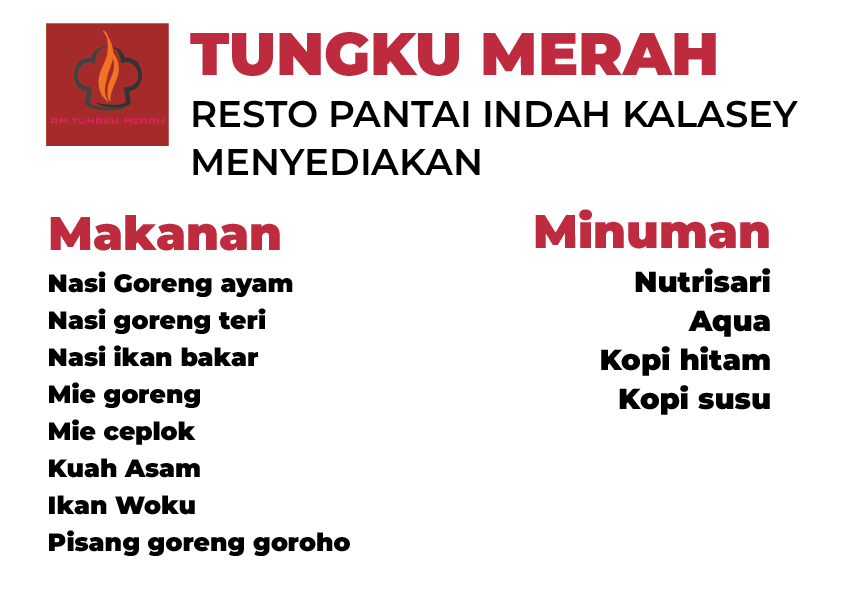 RM.TUNGKU MERAH
TUNGKU MERAH
RESTO PANTAI INDAH KALASEY
MENYEDIAKAN
Makanan
Nasi Goreng ayam
Nasi goreng teri
Nasi ikan bakar
Mie goreng
Mie ceplok
Kuah Asam
Ikan Woku
Pisang goreng goroho
Minuman
Nutrisari
Aqua
Kopi hitam
Kopi susu